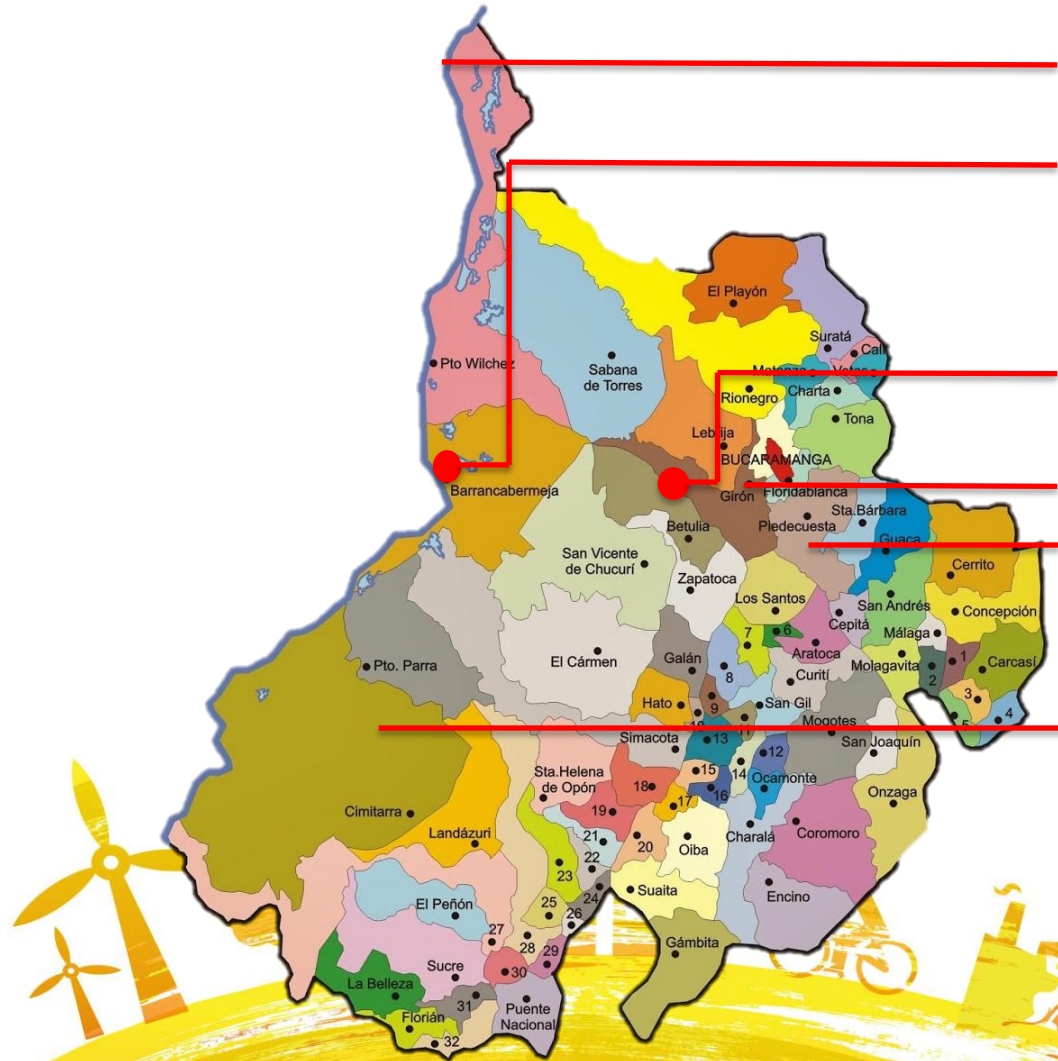 El Playón
Suratá
Cali
Pto Wilchez
Sabana
de Torres
Matanza
Vetas
Rionegro
Charta
Tona
Lebrija
BUCARAMANGA
Barrancabermeja
Girón
Floridablanca
Betulia
Piedecuesta
Sta.Bárbara
Guaca
San Vicente
de Chucurí
Cerrito
Zapatoca
Los Santos
San Andrés
Concepción
Cepitá
Málaga
7
6
Aratoca
El Cármen
Galán
Molagavita
1
Pto. Parra
8
2
Carcasí
Curití
9
3
Hato
San Gil
10
11
5
4
Mogotes
Simacota
13
12
San Joaquín
14
15
Sta.Helena
de Opón
18
16
Ocamonte
Onzaga
17
Cimitarra
19
Landázuri
21
20
Oiba
Charalá
Coromoro
22
23
24
Suaita
Encino
El Peñón
25
26
27
28
Gámbita
29
Sucre
30
La Belleza
31
Puente
Nacional
Florián
32